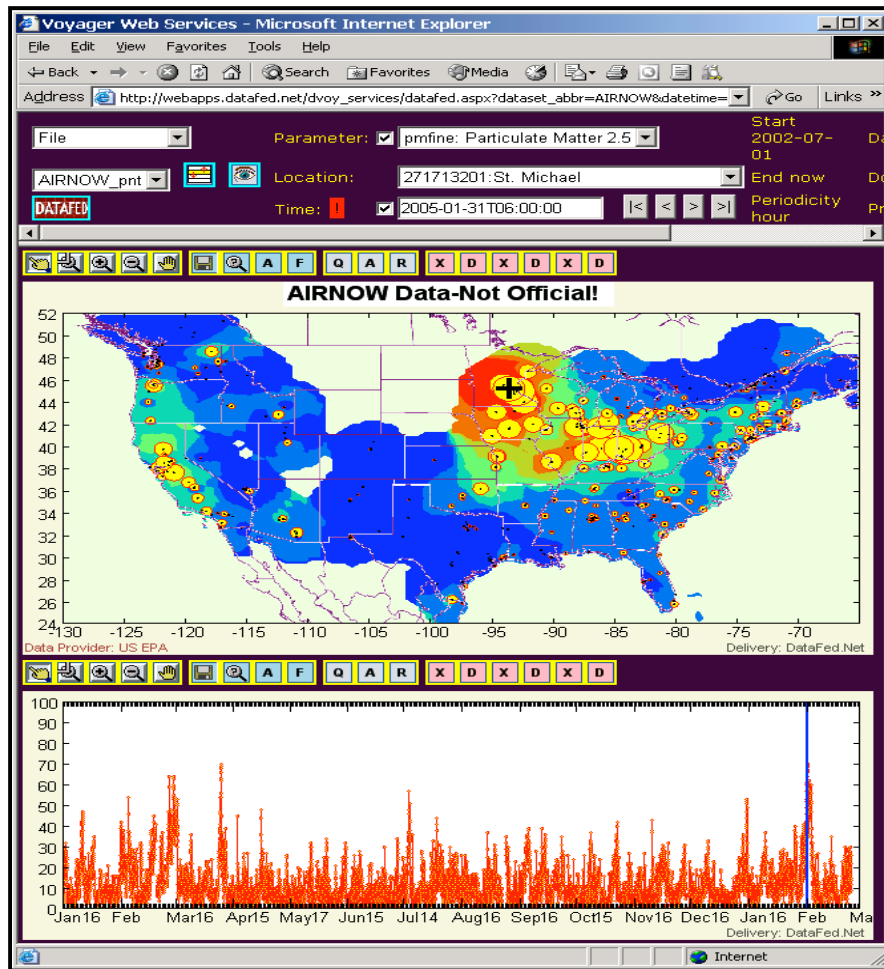 Voyager Web Services - Microsoft Internet Explorer
File Edit View Favorites Tools Help
Back Search Favorites Media
Address http://webapps.datafed.net/dvoy_services/datafed.aspx?dataset_abbr=AIRNOW&datetime= Go Links »
File Parameter: pmfine: Particulate Matter 2.5 Start 2002-07-01 Da
AIRNOW_pnt Location: 271713201:St. Michael End now Do
DATAFED Time: ! 2005-01-31T06:00:00 |< < > >| Periodicity hour Pr
A F Q A R X D X D X D
AIRNOW Data-Not Official!
52
50
48
46
44
42
40
38
36
34
32
30
28
26
24
-130 -125 -120 -115 -110 -105 -100 -95 -90 -85 -80 -75 -70
Data Provider: US EPA Delivery: DataFed.Net
A F Q A R X D X D X D
100
90
80
70
60
50
40
30
20
10
0
Jan16 Feb Mar16 Apr15 May17 Jun15 Jul14 Aug16 Sep16 Oct15 Nov16 Dec16 Jan16 Feb Ma
Delivery: DataFed.Net
Internet